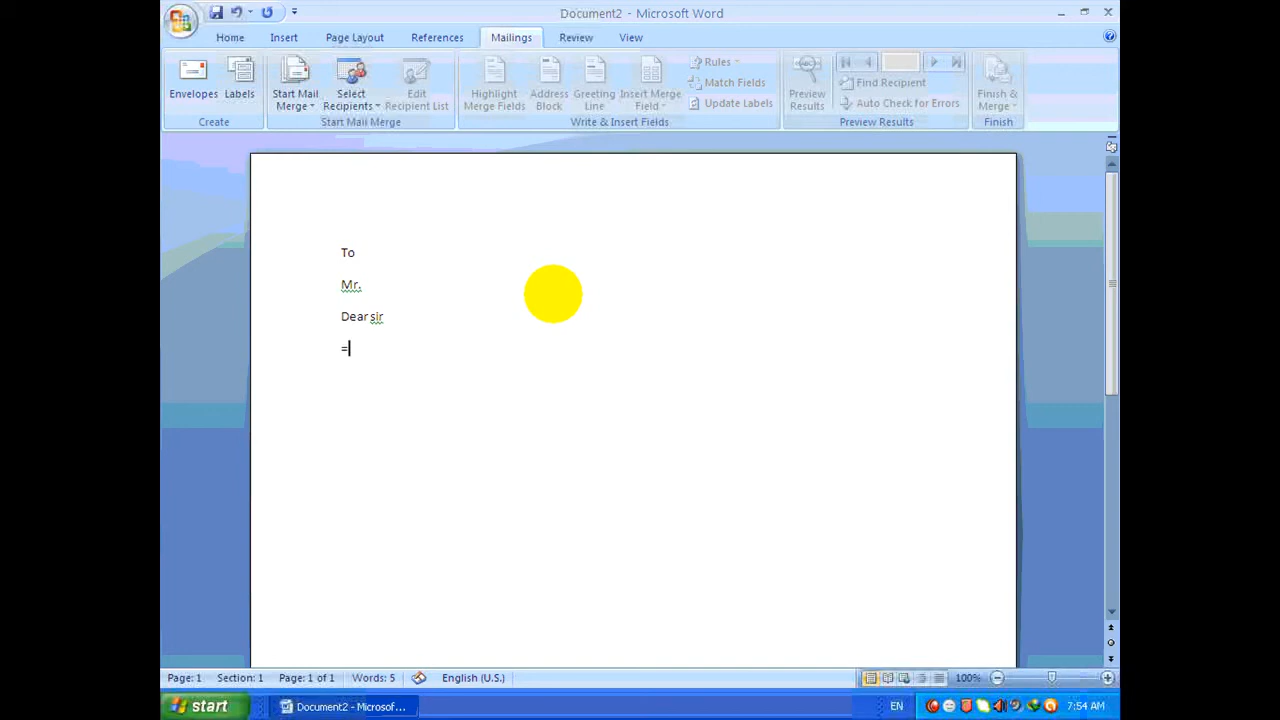 Document2 - Microsoft Word
Home Insert Page Layout References Mailings Review View
Envelopes Labels Start Mail Merge Select Recipients Edit Recipient List Highlight Merge Fields Address Block Greeting Line Insert Merge Field Rules Match Fields Update Labels Preview Results Find Recipient Auto Check for Errors Finish & Merge
Create Start Mail Merge Write & Insert Fields Preview Results Finish
To
Mr.
Dear sir
=
Page: 1 Section: 1 Page: 1 of 1 Words: 5 English (U.S.) 100%
start Document2 - Microsof... EN 7:54 AM